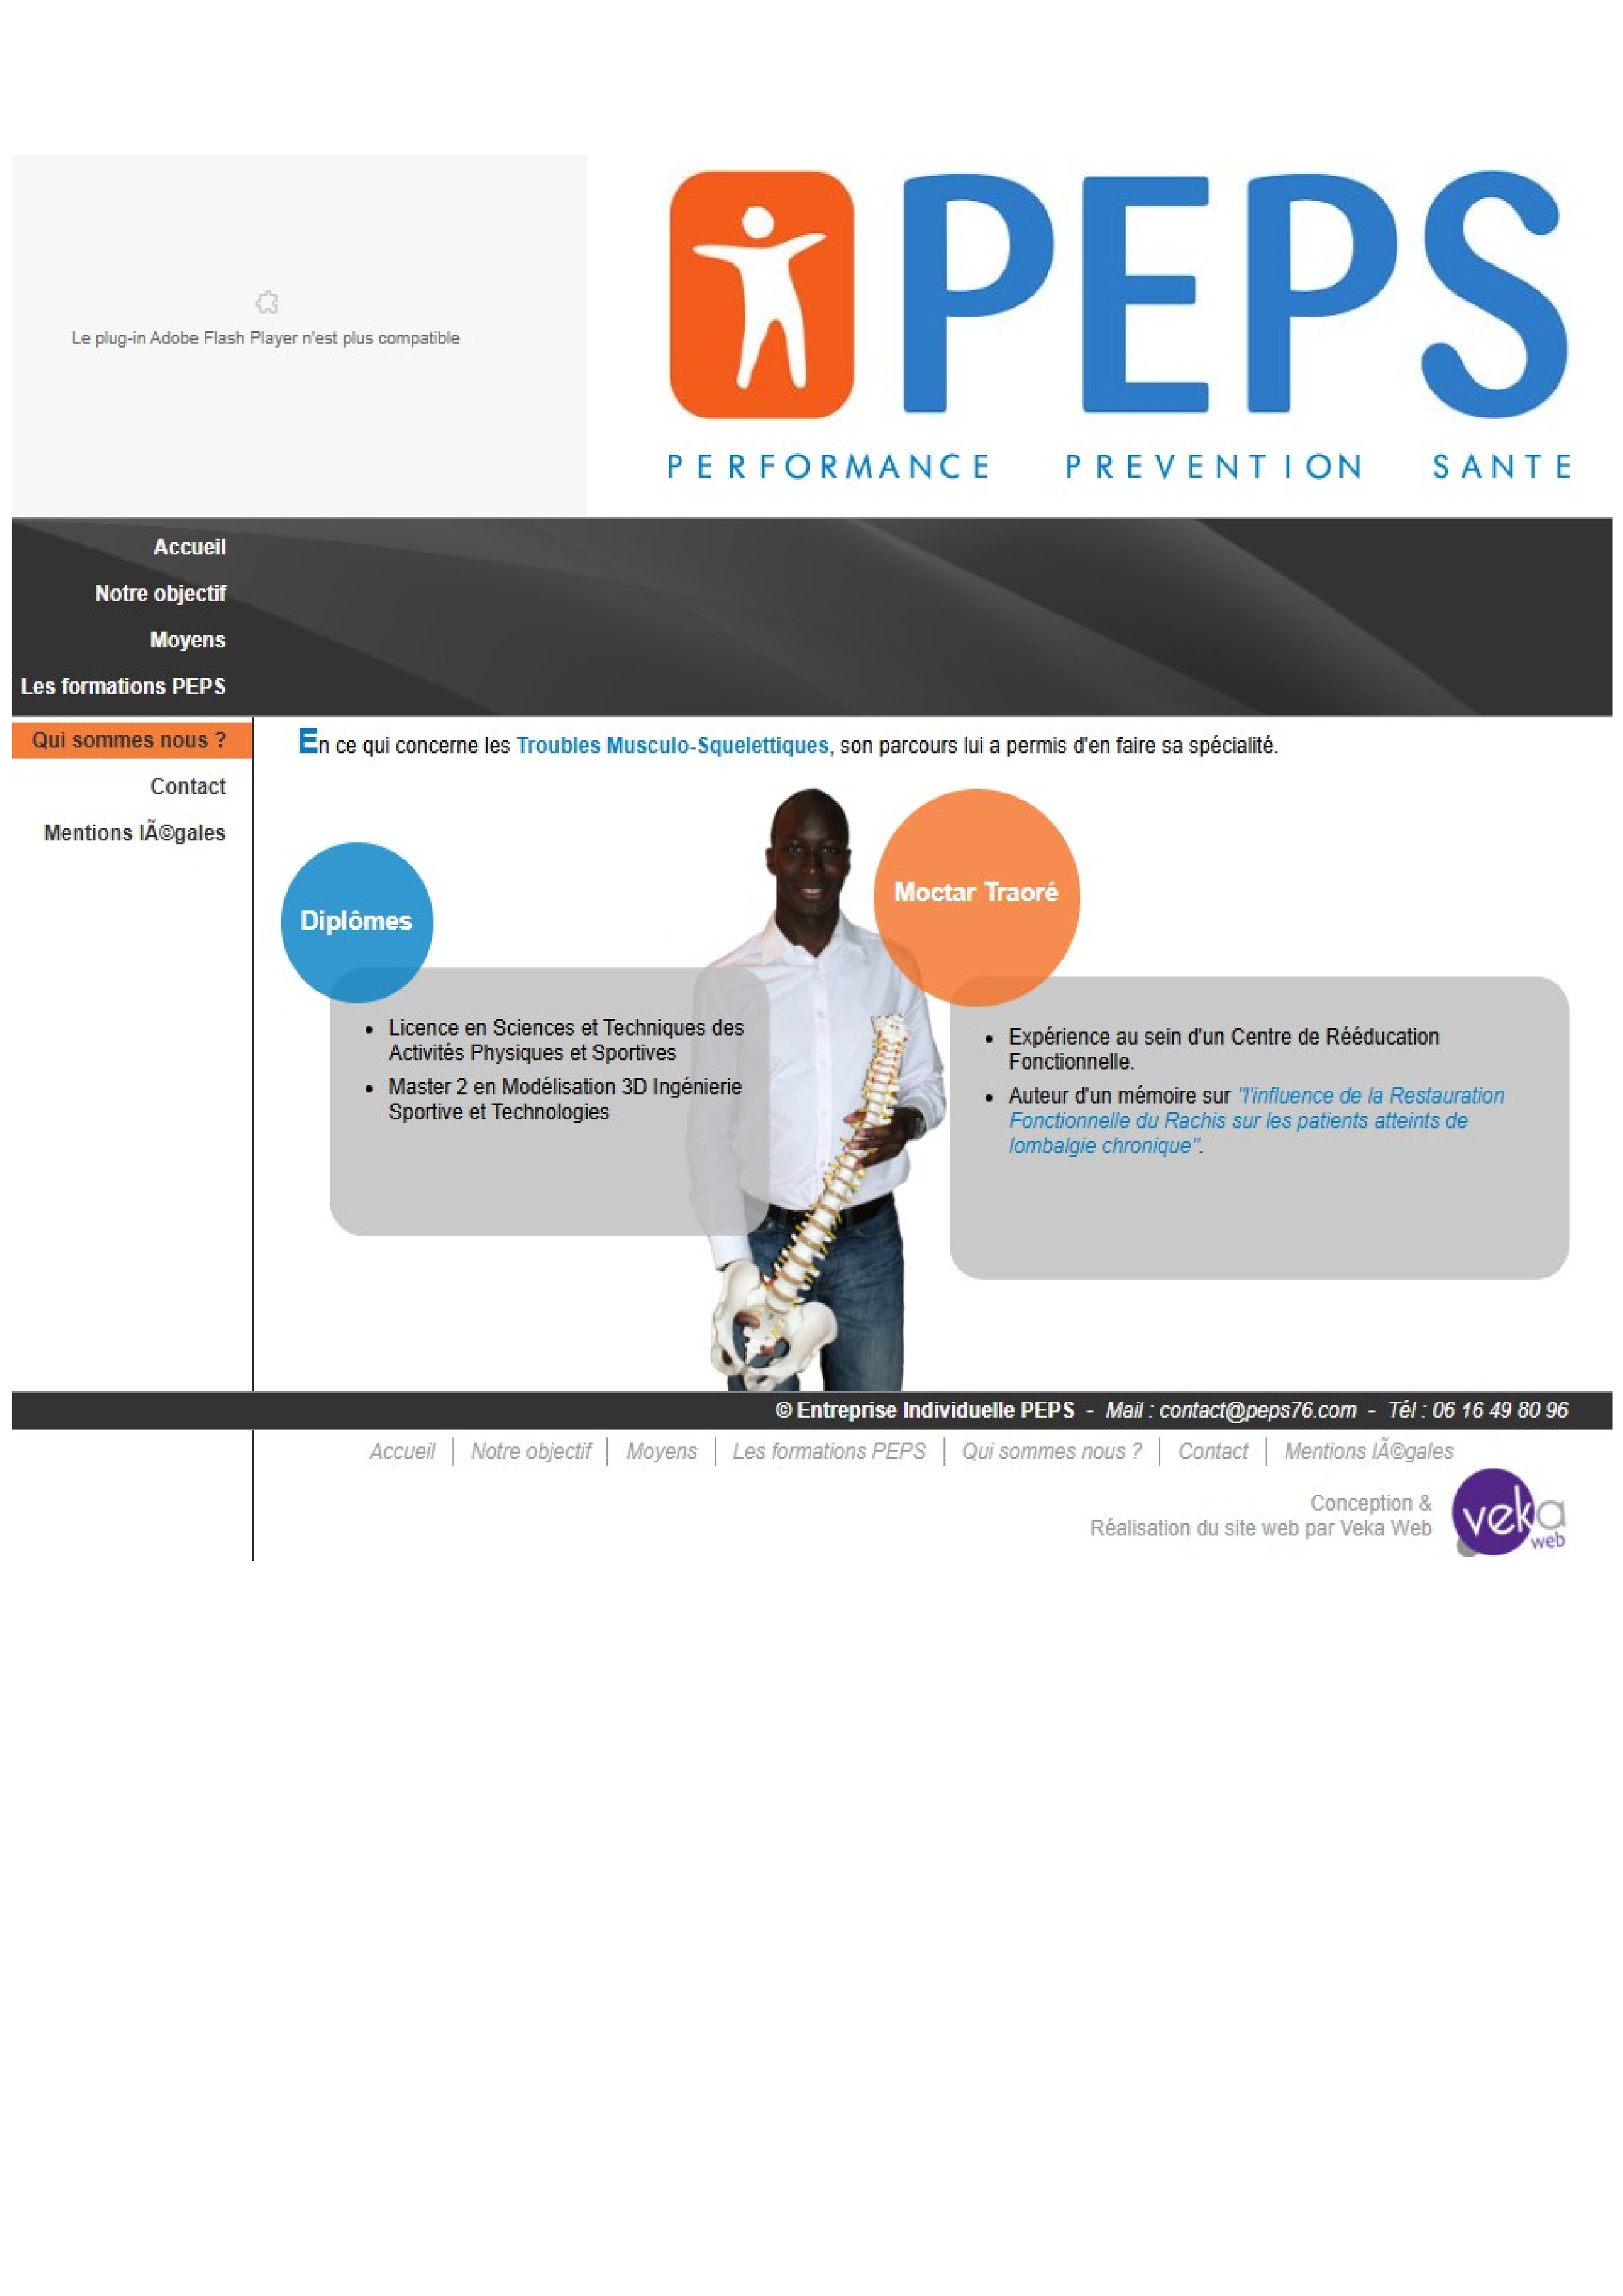 PEPS
PERFORMANCE PREVENTION SANTE
Le plug-in Adobe Flash Player n'est plus compatible
Accueil
Notre objectif
Moyens
Les formations PEPS
Qui sommes nous ?
Contact
Mentions lÃ©gales
En ce qui concerne les Troubles Musculo-Squelettiques, son parcours lui a permis d'en faire sa spécialité.
Diplômes
Licence en Sciences et Techniques des
Activités Physiques et Sportives
Master 2 en Modélisation 3D Ingénierie
Sportive et Technologies
Moctar Traoré
Expérience au sein d'un Centre de Rééducation
Fonctionnelle.
Auteur d'un mémoire sur "l'influence de la Restauration
Fonctionnelle du Rachis sur les patients atteints de
lombalgie chronique".
© Entreprise Individuelle PEPS - Mail : contact@peps76.com - Tél : 06 16 49 80 96
Accueil | Notre objectif | Moyens | Les formations PEPS | Qui sommes nous ? | Contact | Mentions lÃ©gales
Conception &
Réalisation du site web par Veka Web
veka
web